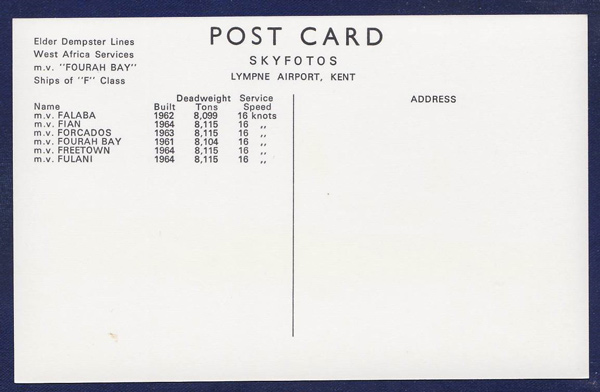 Elder Dempster Lines
West Africa Services
m.v. "FOURAH BAY"
Ships of "F" Class
POST CARD
SKYFOTOS
LYMPNE AIRPORT, KENT
Name Built Deadweight Tons Service Speed
m.v. FALABA 1962 8,099 16 knots
m.v. FIAN 1964 8,115 16 ,,
m.v. FORCADOS 1963 8,115 16 ,,
m.v. FOURAH BAY 1961 8,104 16 ,,
m.v. FREETOWN 1964 8,115 16 ,,
m.v. FULANI 1964 8,115 16 ,,
ADDRESS